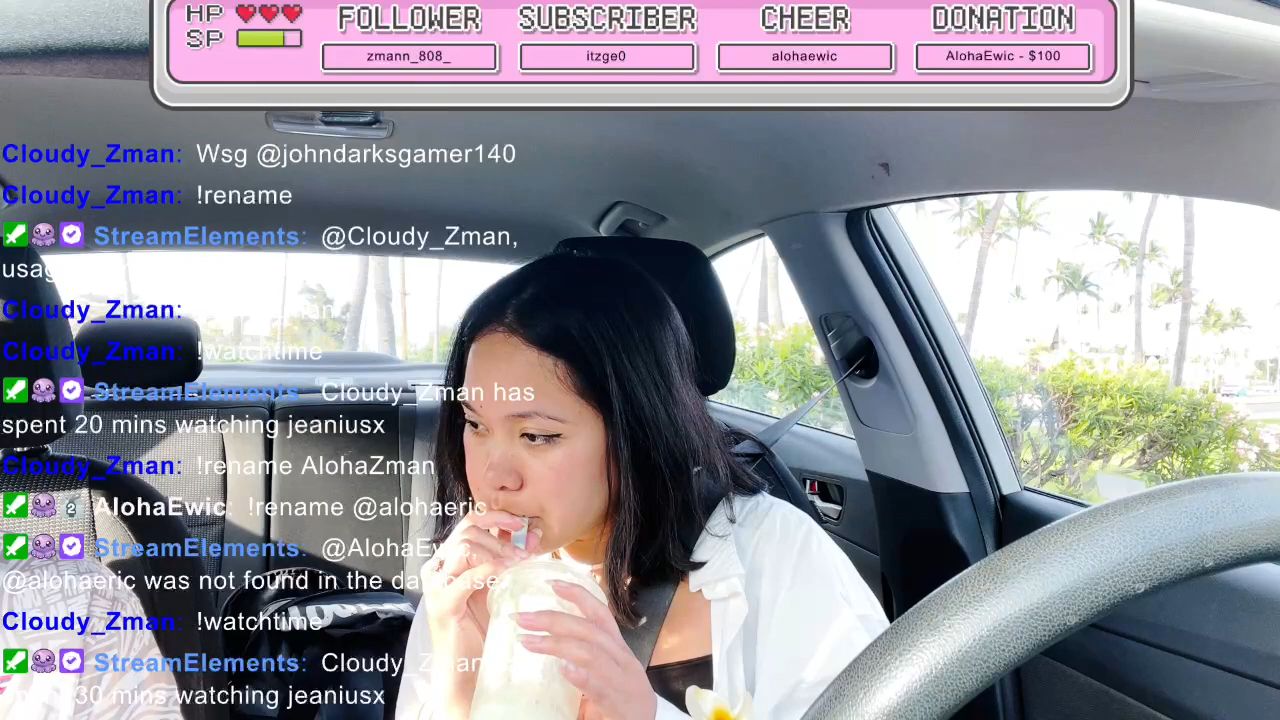 HP
SP
FOLLOWER
SUBSCRIBER
CHEER
DONATION
zmann_808_
itzge0
alohaewic
AlohaEwic - $100
Cloudy_Zman: Wsg @johndarksgamer140
Cloudy_Zman: !rename
StreamElements: @Cloudy_Zman,
Cloudy_Zman:
Cloudy_Zman: !watchtime
StreamElements: Cloudy_Zman has
spent 20 mins watching jeaniusx
Cloudy_Zman: !rename AlohaZman
2 AlohaEwic: !rename @alohaeric
StreamElements: @AlohaEwic,
@alohaeric was not found in the database.
Cloudy_Zman: !watchtime
StreamElements: Cloudy_Zman
30 mins watching jeaniusx